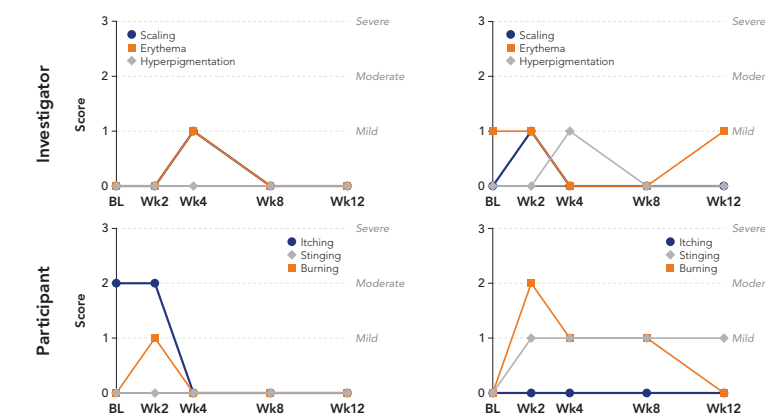 Investigator
Score
3
2
1
0
Severe
Moderate
Mild
Scaling
Erythema
Hyperpigmentation
BL Wk2 Wk4 Wk8 Wk12
3
2
1
0
Severe
Moder
Mild
Scaling
Erythema
Hyperpigmentation
BL Wk2 Wk4 Wk8 Wk12
Participant
Score
3
2
1
0
Severe
Moderate
Mild
Itching
Stinging
Burning
BL Wk2 Wk4 Wk8 Wk12
3
2
1
0
Severe
Moder
Mild
Itching
Stinging
Burning
BL Wk2 Wk4 Wk8 Wk12